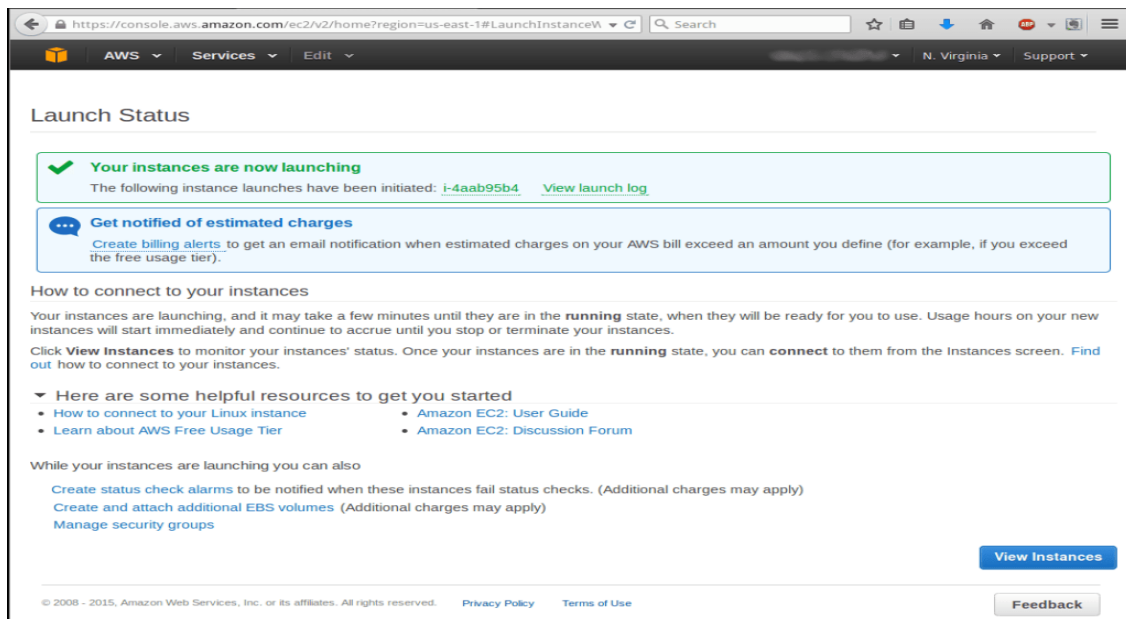 https://console.aws.amazon.com/ec2/v2/home?region=us-east-1#LaunchInstanceW
Search
ABP
AWS Services Edit
N. Virginia Support
Launch Status
Your instances are now launching
The following instance launches have been initiated: i-4aab95b4 View launch log
Get notified of estimated charges
Create billing alerts to get an email notification when estimated charges on your AWS bill exceed an amount you define (for example, if you exceed
the free usage tier).
How to connect to your instances
Your instances are launching, and it may take a few minutes until they are in the running state, when they will be ready for you to use. Usage hours on your new
instances will start immediately and continue to accrue until you stop or terminate your instances.
Click View Instances to monitor your instances' status. Once your instances are in the running state, you can connect to them from the Instances screen. Find
out how to connect to your instances.
Here are some helpful resources to get you started
• How to connect to your Linux instance • Amazon EC2: User Guide
• Learn about AWS Free Usage Tier • Amazon EC2: Discussion Forum
While your instances are launching you can also
Create status check alarms to be notified when these instances fail status checks. (Additional charges may apply)
Create and attach additional EBS volumes (Additional charges may apply)
Manage security groups
View Instances
© 2008 - 2015, Amazon Web Services, Inc. or its affiliates. All rights reserved. Privacy Policy Terms of Use
Feedback